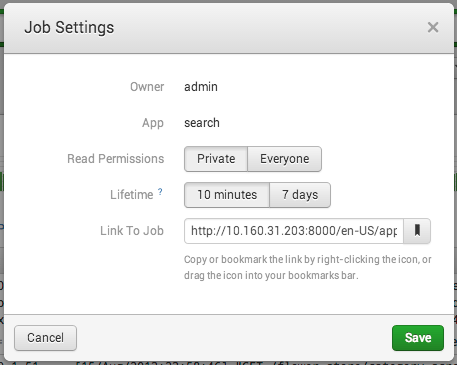 Job Settings ×
Owner admin
App search
Read Permissions Private Everyone
Lifetime ? 10 minutes 7 days
Link To Job http://10.160.31.203:8000/en-US/app
Copy or bookmark the link by right-clicking the icon, or
drag the icon into your bookmarks bar.
Cancel Save